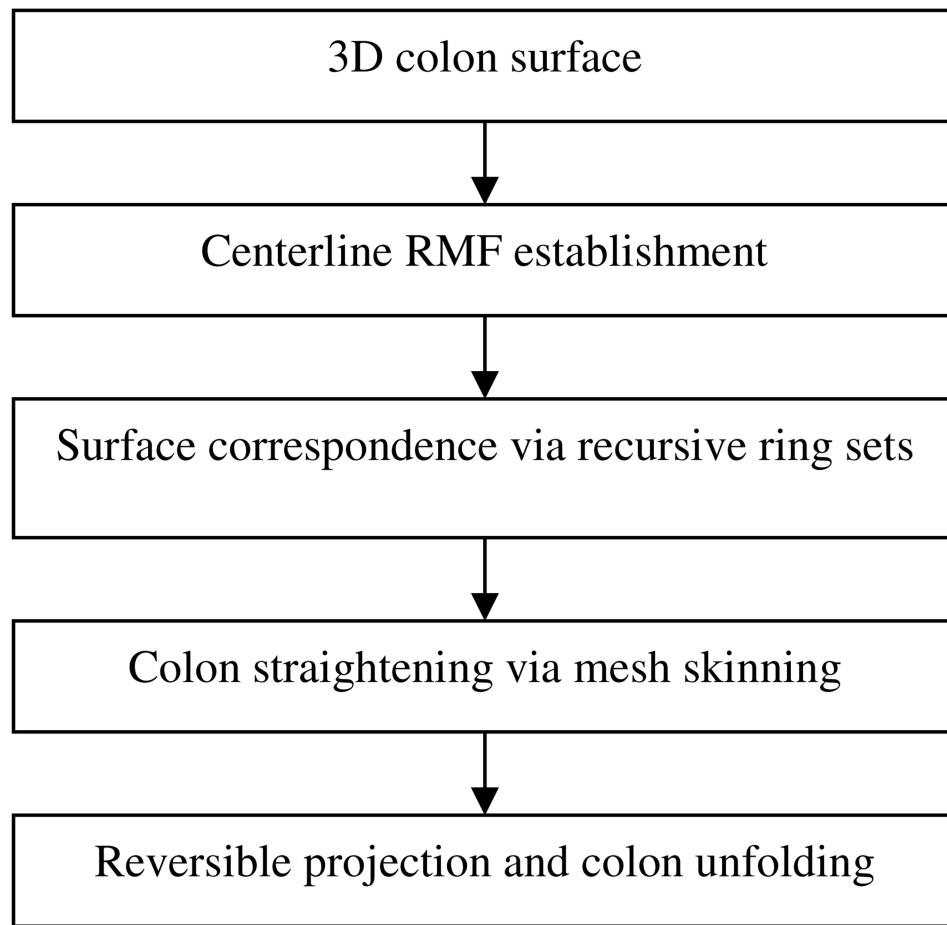 3D colon surface
Centerline RMF establishment
Surface correspondence via recursive ring sets
Colon straightening via mesh skinning
Reversible projection and colon unfolding